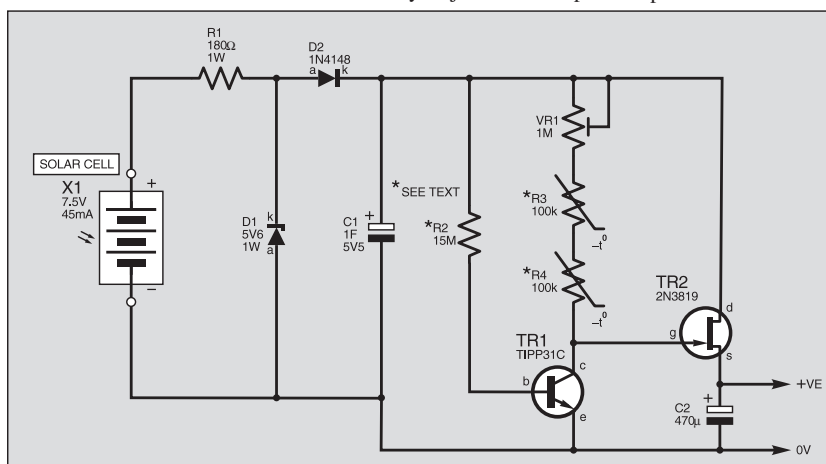 R1
180Ω
1W
D2
1N4148
a
k
SOLAR CELL
X1
7.5V
45mA
+
−
D1
5V6
1W
k
a
+
C1
1F
5V5
*SEE TEXT
*R2
15M
VR1
1M
*R3
100k
−t°
*R4
100k
−t°
TR1
TIPP31C
b
c
e
TR2
2N3819
g
d
s
+VE
+
C2
470µ
0V